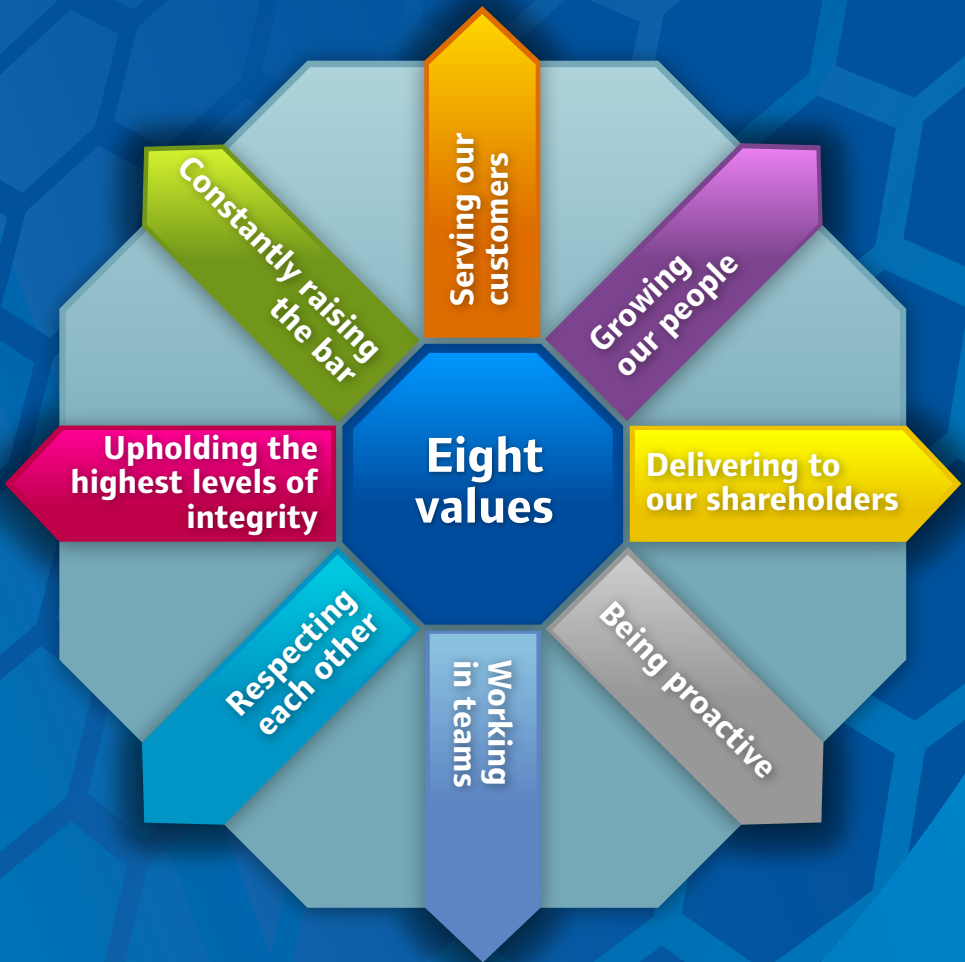 Eight
values
Serving our
customers
Growing
our people
Delivering to
our shareholders
Being proactive
Working
in teams
Respecting
each other
Upholding the
highest levels of
integrity
Constantly raising
the bar